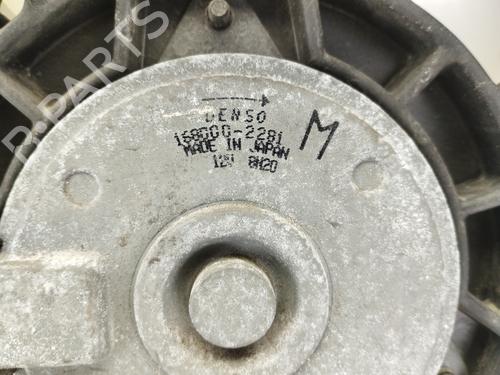 DENSO
168000-2281 M
MADE IN JAPAN
12V 8H20
B-PARTS